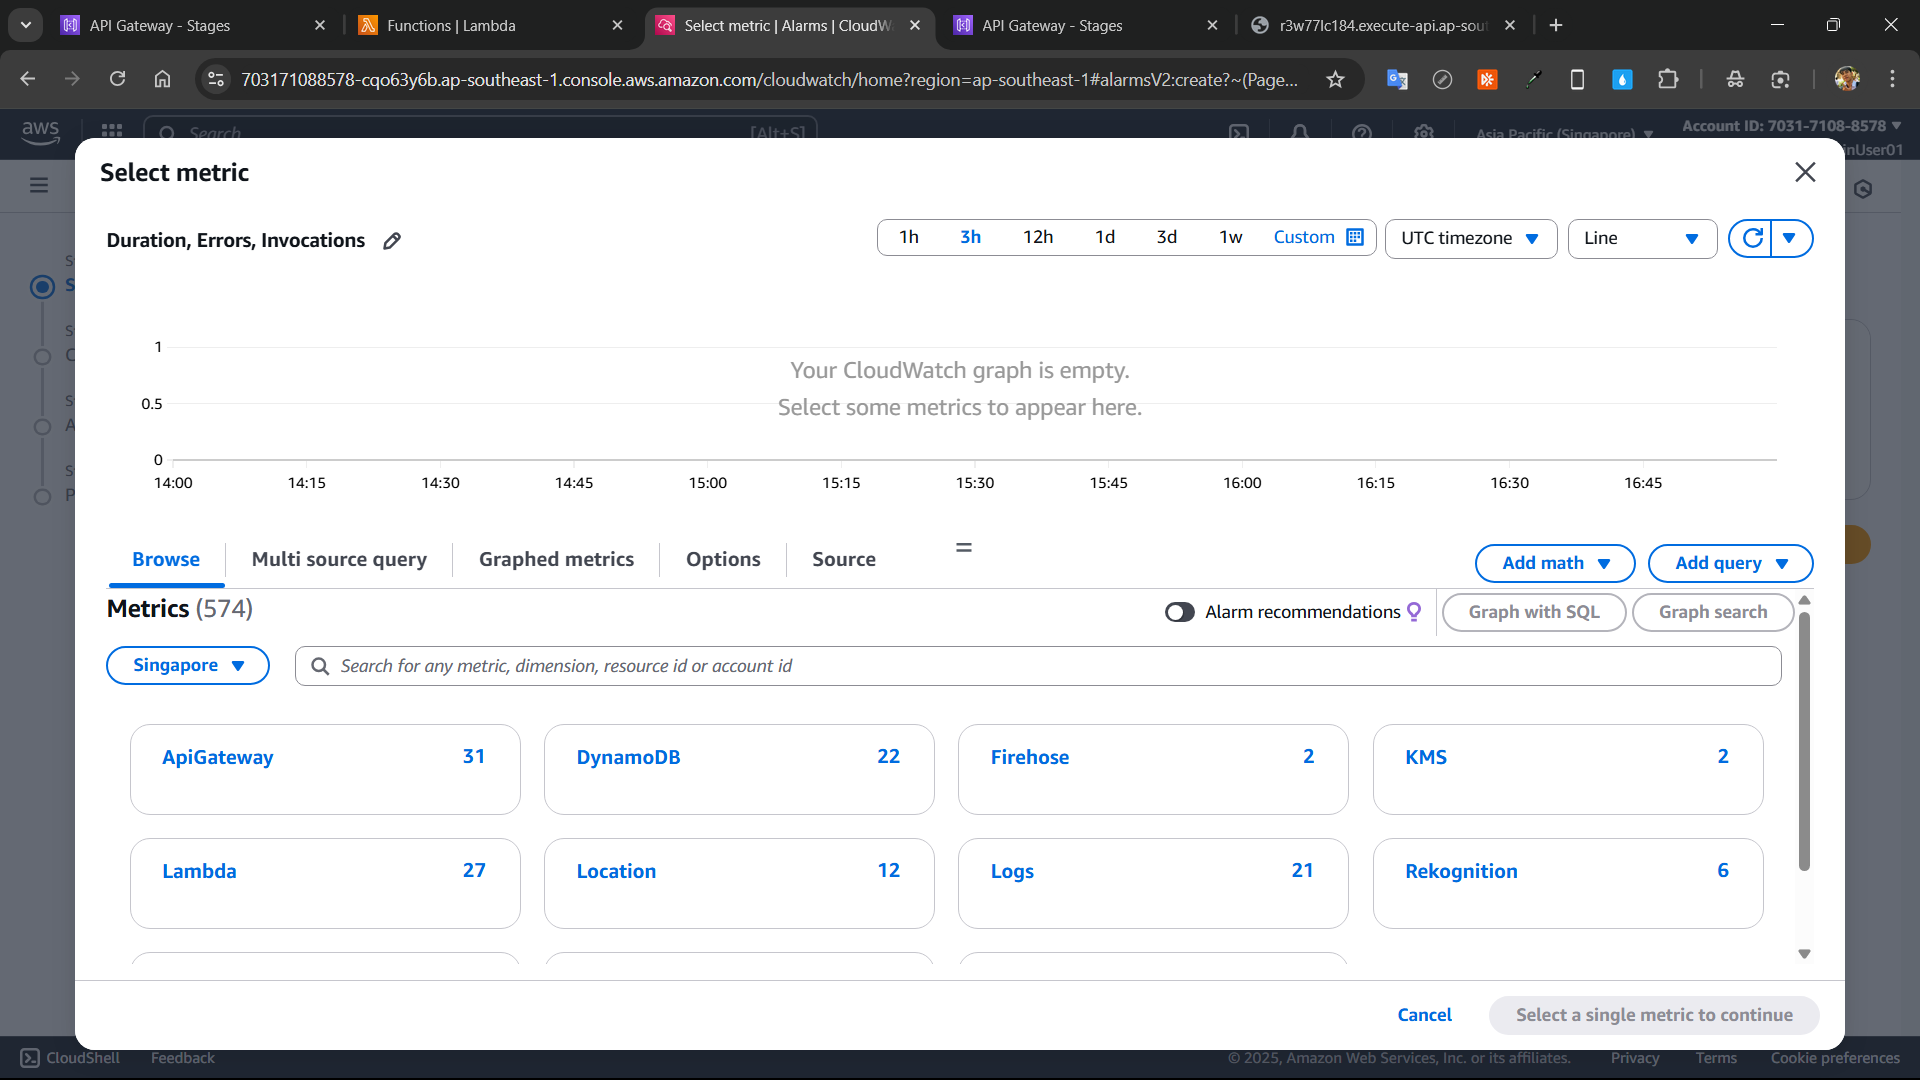 API Gateway - Stages
Functions | Lambda
Select metric | Alarms | CloudW
API Gateway - Stages
r3w77lc184.execute-api.ap-sout
703171088578-cqo63y6b.ap-southeast-1.console.aws.amazon.com/cloudwatch/home?region=ap-southeast-1#alarmsV2:create?~(Page...
aws
Search
[Alt+S]
Asia Pacific (Singapore)
Account ID: 7031-7108-8578
inUser01
Select metric
Duration, Errors, Invocations
1h 3h 12h 1d 3d 1w Custom
UTC timezone
Line
1
Your CloudWatch graph is empty.
0.5
Select some metrics to appear here.
0
14:00 14:15 14:30 14:45 15:00 15:15 15:30 15:45 16:00 16:15 16:30 16:45
Browse
Multi source query
Graphed metrics
Options
Source
Add math
Add query
Metrics (574)
Alarm recommendations
Graph with SQL
Graph search
Singapore
Search for any metric, dimension, resource id or account id
ApiGateway 31
DynamoDB 22
Firehose 2
KMS 2
Lambda 27
Location 12
Logs 21
Rekognition 6
Cancel
Select a single metric to continue
CloudShell
Feedback
© 2025, Amazon Web Services, Inc. or its affiliates.
Privacy
Terms
Cookie preferences